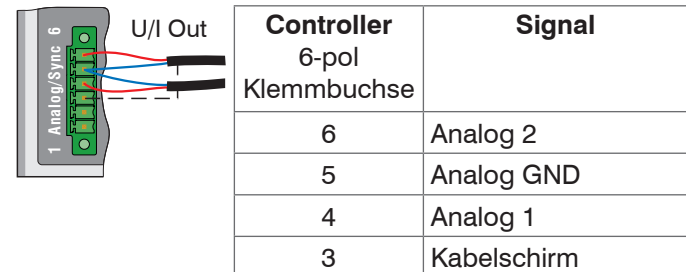 U/I Out
1 Analog/Sync 6
Controller
6-pol
Klemmbuchse
Signal
6 Analog 2
5 Analog GND
4 Analog 1
3 Kabelschirm